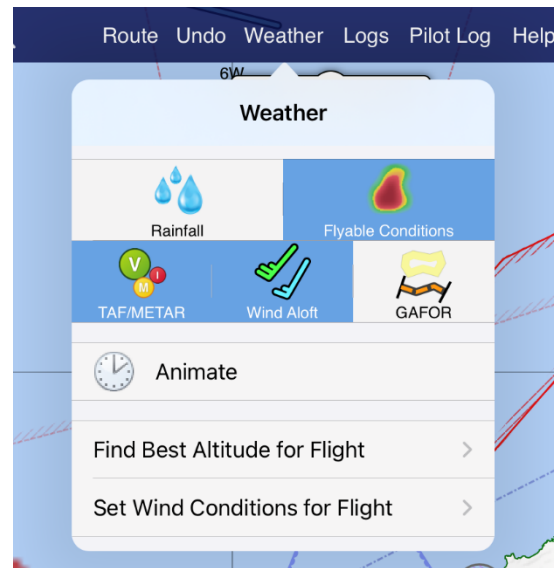 Route Undo Weather Logs Pilot Log Help
6W
Weather
Rainfall Flyable Conditions
V I M
TAF/METAR Wind Aloft GAFOR
Animate
Find Best Altitude for Flight
Set Wind Conditions for Flight